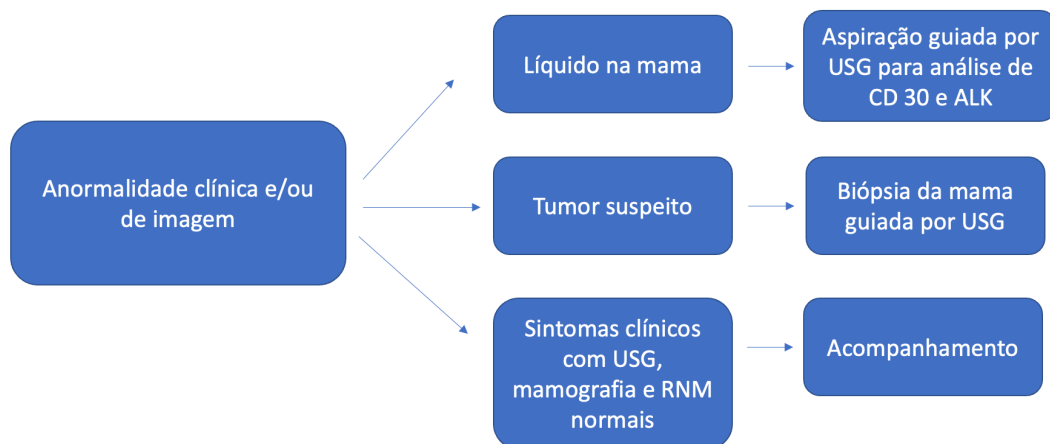 Anormalidade clínica e/ou
de imagem
Líquido na mama
Aspiração guiada por
USG para análise de
CD 30 e ALK
Tumor suspeito
Biópsia da mama
guiada por USG
Sintomas clínicos
com USG,
mamografia e RNM
normais
Acompanhamento